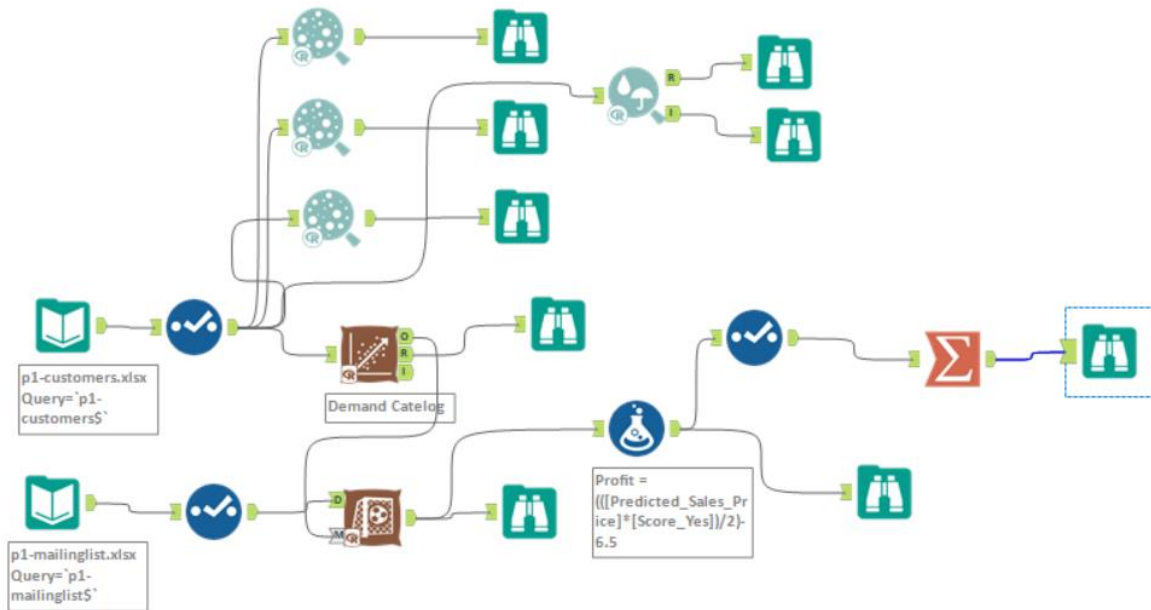 R
I
p1-customers.xlsx
Query=`p1-
customers$`
O
R
I
Demand Catelog
D
M
Profit =
(([Predicted_Sales_Pr
ice]*[Score_Yes])/2)-
6.5
p1-mailinglist.xlsx
Query=`p1-
mailinglist$`